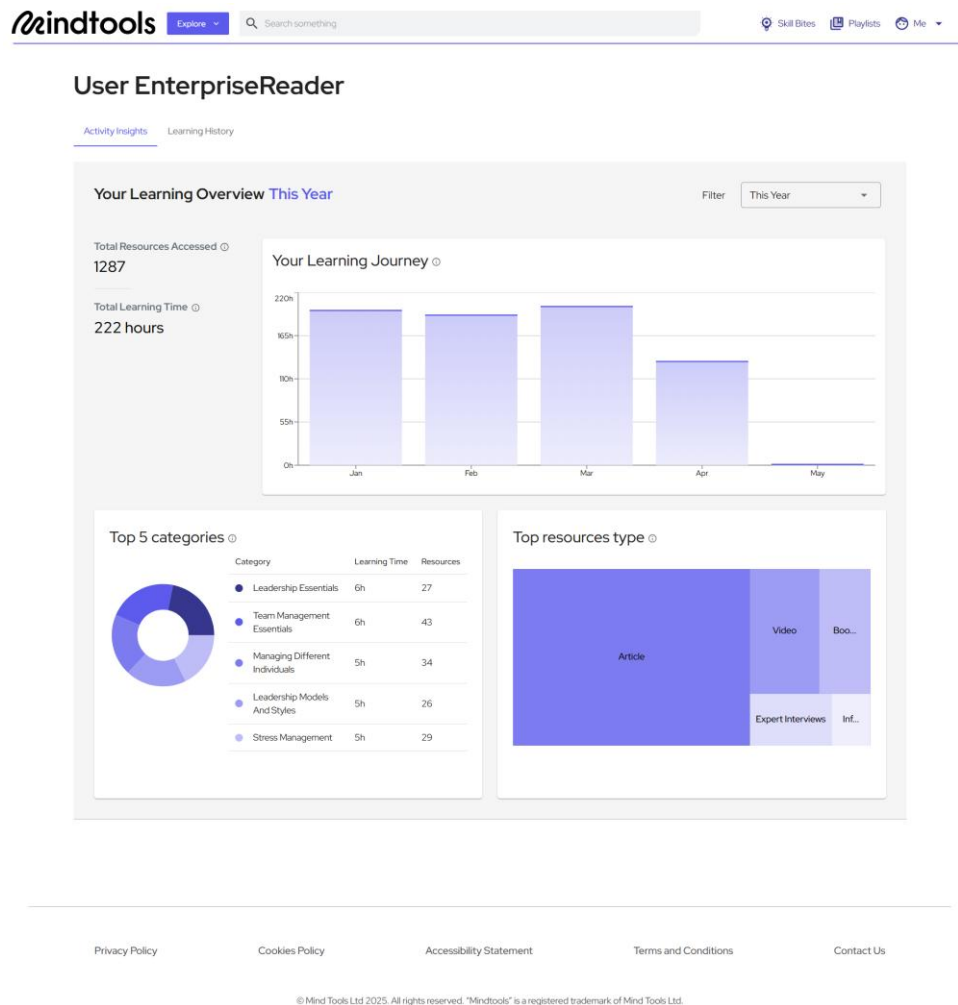 Mindtools
Explore
Search something
Skill Bites
Playlists
Me
User EnterpriseReader
Activity Insights
Learning History
Your Learning Overview This Year
Filter
This Year
Total Resources Accessed
1287
Total Learning Time
222 hours
Your Learning Journey
220h
165h
110h
55h
0h
Jan
Feb
Mar
Apr
May
Top 5 categories
Category Learning Time Resources
Leadership Essentials 6h 27
Team Management
Essentials 6h 43
Managing Different
Individuals 5h 34
Leadership Models
And Styles 5h 26
Stress Management 5h 29
Top resources type
Article
Video
Boo...
Expert Interviews
Inf...
Privacy Policy
Cookies Policy
Accessibility Statement
Terms and Conditions
Contact Us
© Mind Tools Ltd 2025. All rights reserved. "Mindtools" is a registered trademark of Mind Tools Ltd.